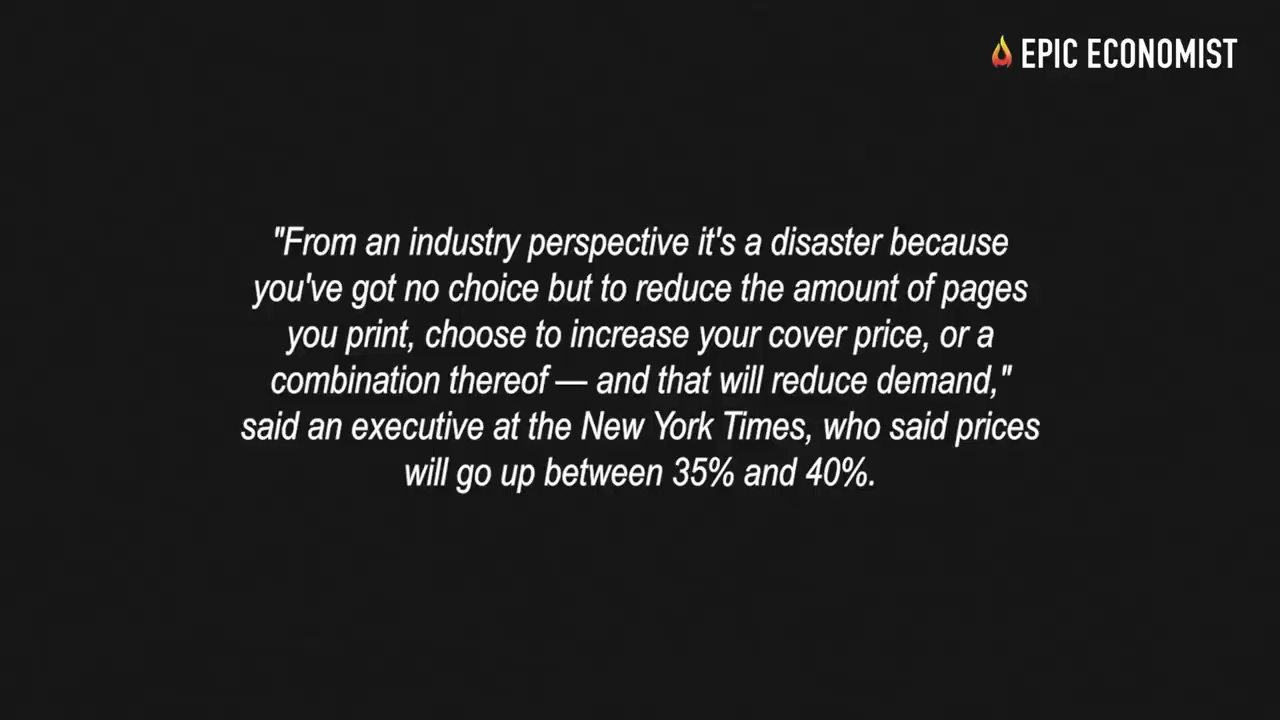 EPIC ECONOMIST
"From an industry perspective it's a disaster because
you've got no choice but to reduce the amount of pages
you print, choose to increase your cover price, or a
combination thereof — and that will reduce demand,"
said an executive at the New York Times, who said prices
will go up between 35% and 40%.